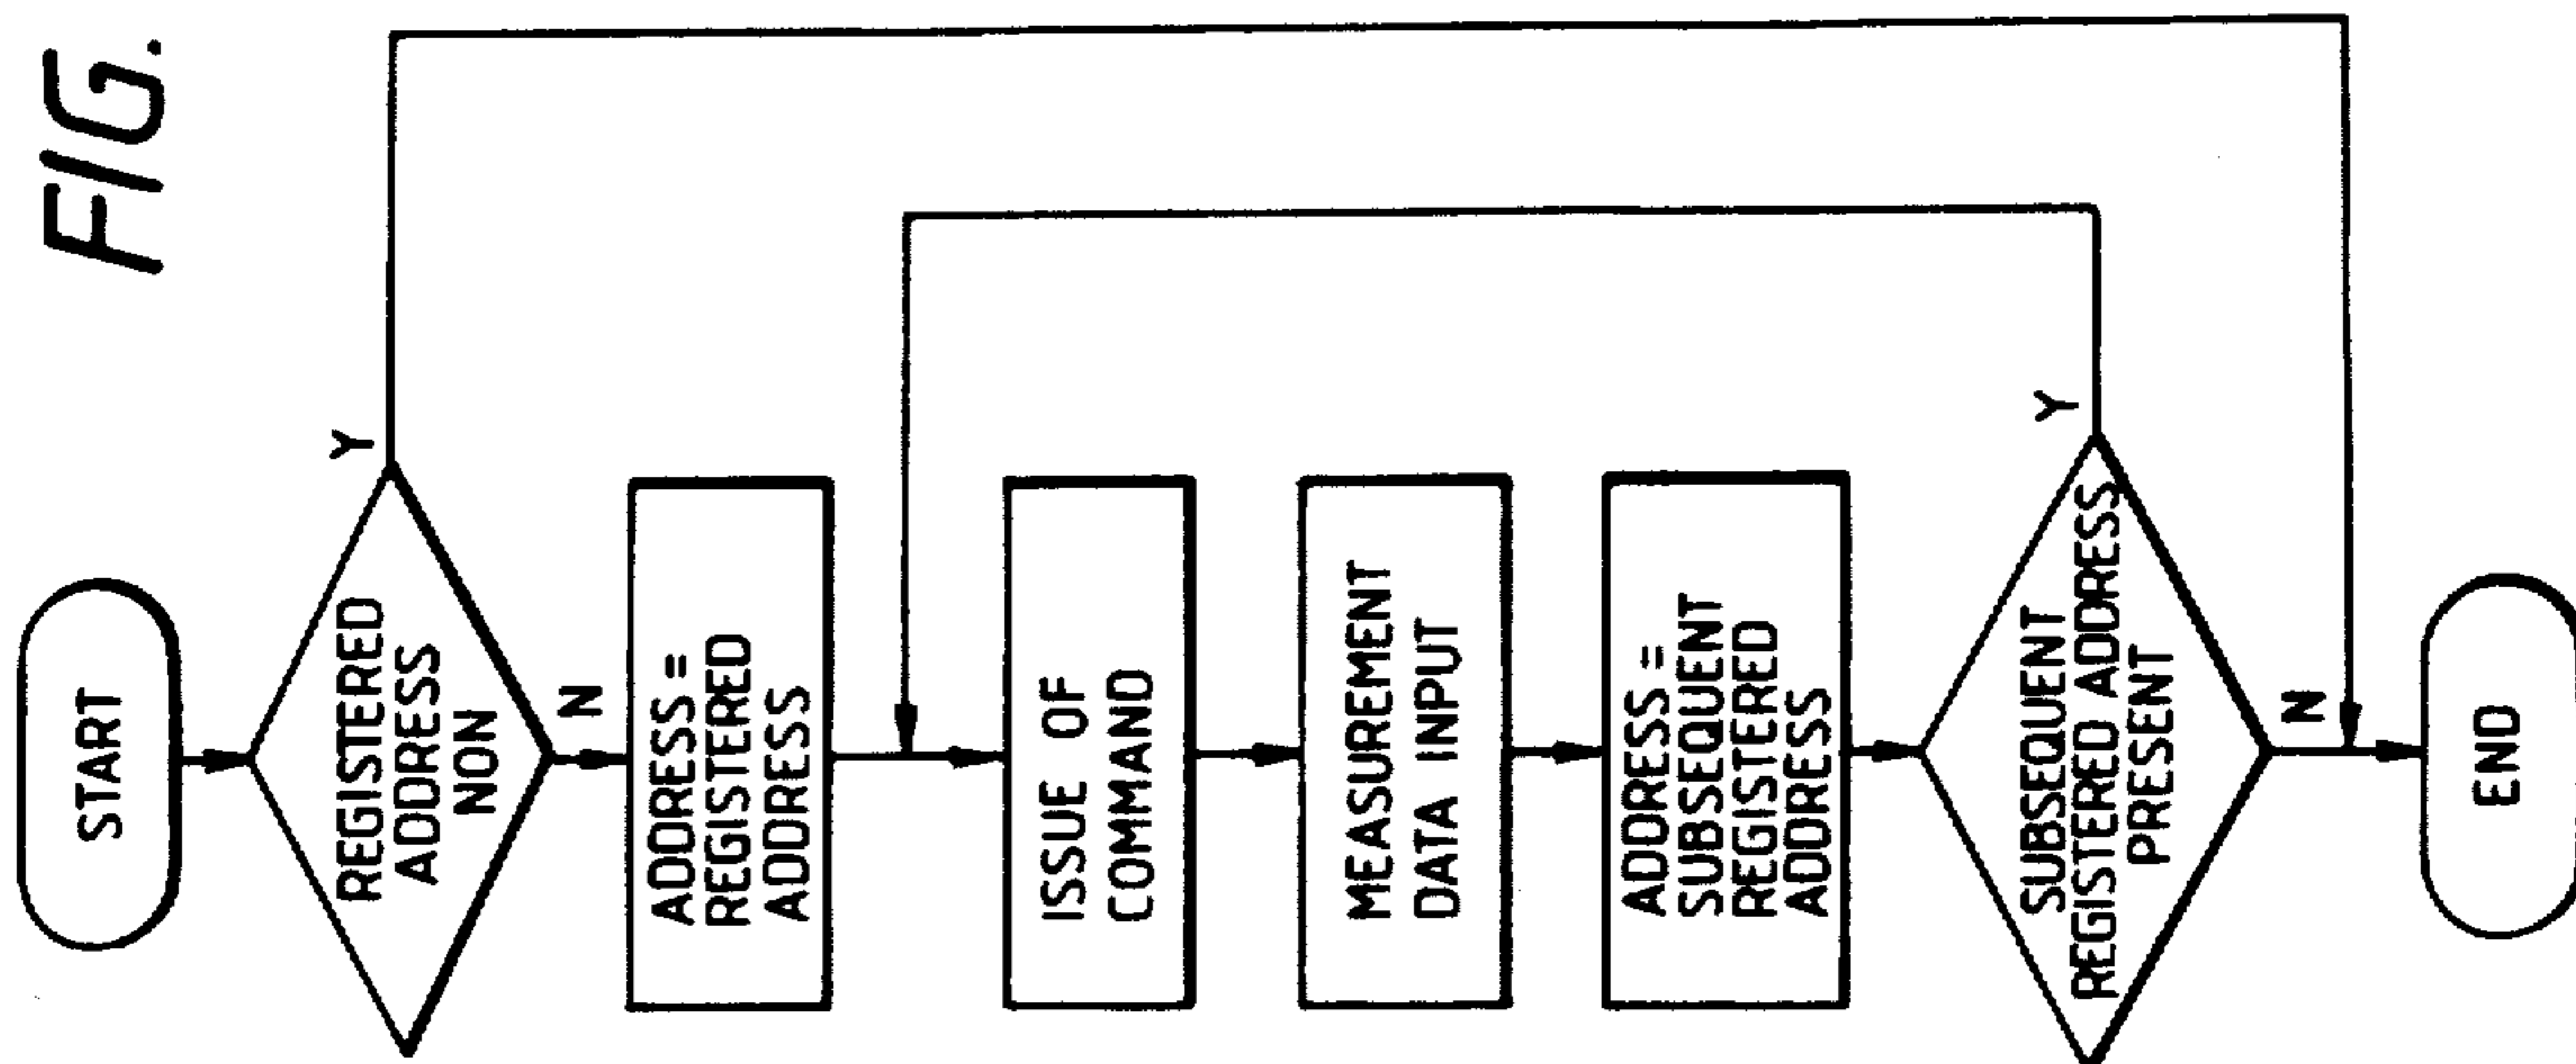 FIG.
START
REGISTERED
ADDRESS
NON
Y
N
ADDRESS =
REGISTERED
ADDRESS
ISSUE OF
COMMAND
MEASUREMENT
DATA INPUT
ADDRESS =
SUBSEQUENT
REGISTERED
ADDRESS
SUBSEQUENT
REGISTERED ADDRESS
PRESENT
Y
N
END